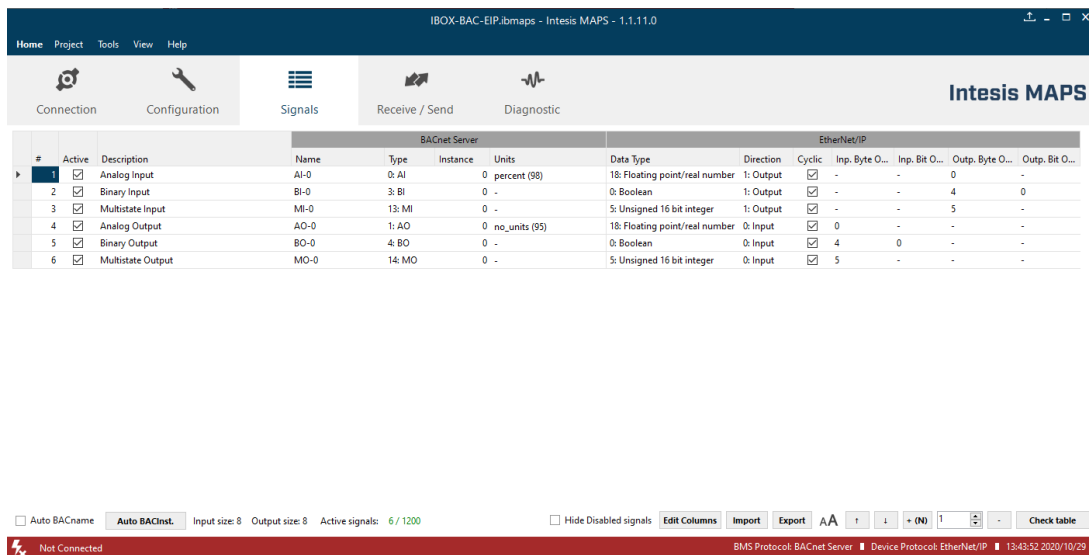 IBOX-BAC-EIP.ibmaps - Intesis MAPS - 1.1.11.0
Home Project Tools View Help
Connection Configuration Signals Receive / Send Diagnostic
Intesis MAPS
BACnet Server EtherNet/IP
# Active Description Name Type Instance Units Data Type Direction Cyclic Inp. Byte O... Inp. Bit O... Outp. Byte O... Outp. Bit O...
1 Analog Input AI-0 0: AI 0 percent (98) 18: Floating point/real number 1: Output - - 0 -
2 Binary Input BI-0 3: BI 0 - 0: Boolean 1: Output - - 4 0
3 Multistate Input MI-0 13: MI 0 - 5: Unsigned 16 bit integer 1: Output - - 5 -
4 Analog Output AO-0 1: AO 0 no_units (95) 18: Floating point/real number 0: Input 0 - - -
5 Binary Output BO-0 4: BO 0 - 0: Boolean 0: Input 4 0 - -
6 Multistate Output MO-0 14: MO 0 - 5: Unsigned 16 bit integer 0: Input 5 - - -
Auto BACname Auto BACInst. Input size: 8 Output size: 8 Active signals: 6 / 1200 Hide Disabled signals Edit Columns Import Export AA ↑ ↓ + (N) 1 - Check table
Not Connected BMS Protocol: BACnet Server Device Protocol: EtherNet/IP 13:43:52 2020/10/29